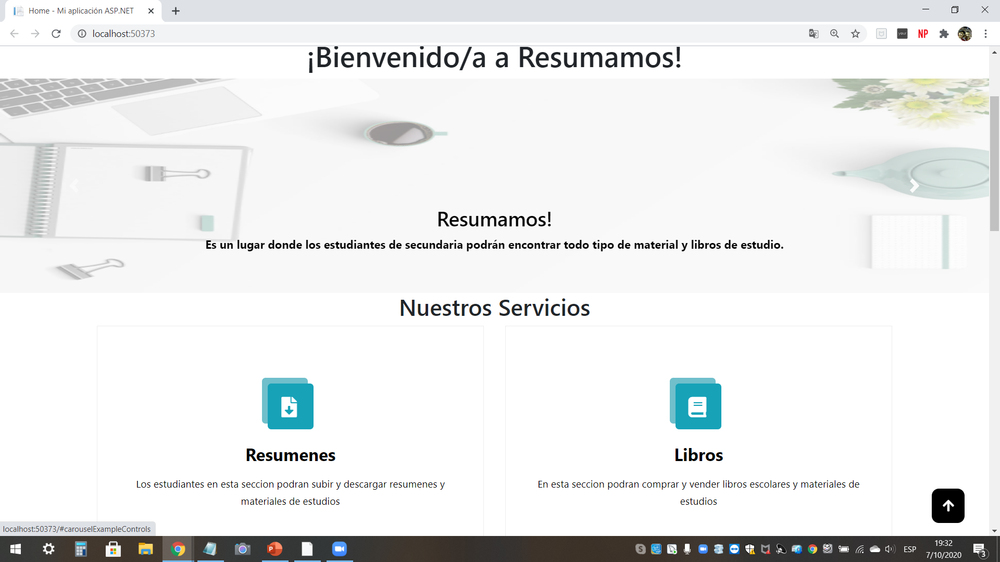 Home - Mi aplicación ASP.NET
localhost:50373
your
NP
¡Bienvenido/a a Resumamos!
Resumamos!
Es un lugar donde los estudiantes de secundaria podrán encontrar todo tipo de material y libros de estudio.
Nuestros Servicios
Resumenes
Los estudiantes en esta seccion podran subir y descargar resumenes y
materiales de estudios
Libros
En esta seccion podran comprar y vender libros escolares y materiales de
estudios
localhost:50373/#carouselExampleControls
ESP
19:32
7/10/2020
3